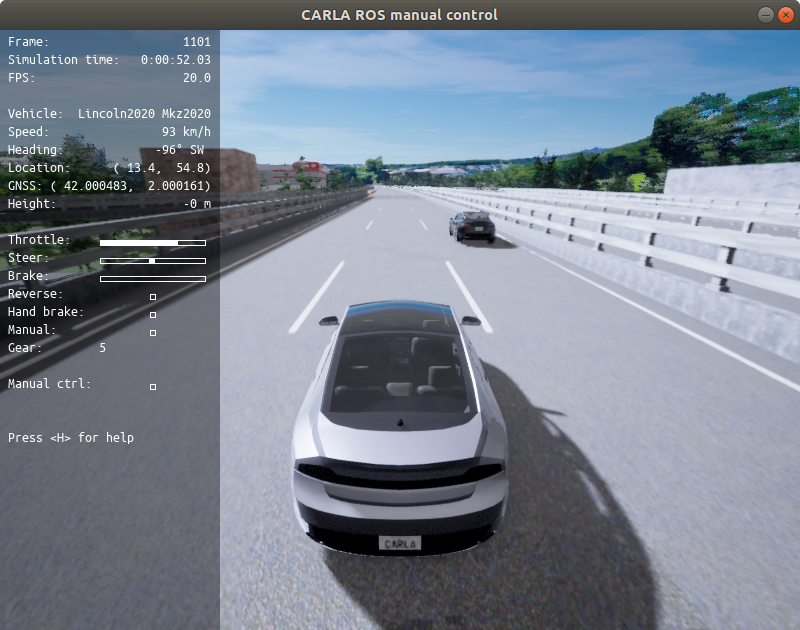 CARLA ROS manual control
Frame: 1101
Simulation time: 0:00:52.03
FPS: 20.0
Vehicle: Lincoln2020 Mkz2020
Speed: 93 km/h
Heading: -96° SW
Location: ( 13.4, 54.8)
GNSS: ( 42.000483, 2.000161)
Height: -0 m
Throttle:
Steer:
Brake:
Reverse:
Hand brake:
Manual:
Gear: 5
Manual ctrl:
Press <H> for help
CARLA